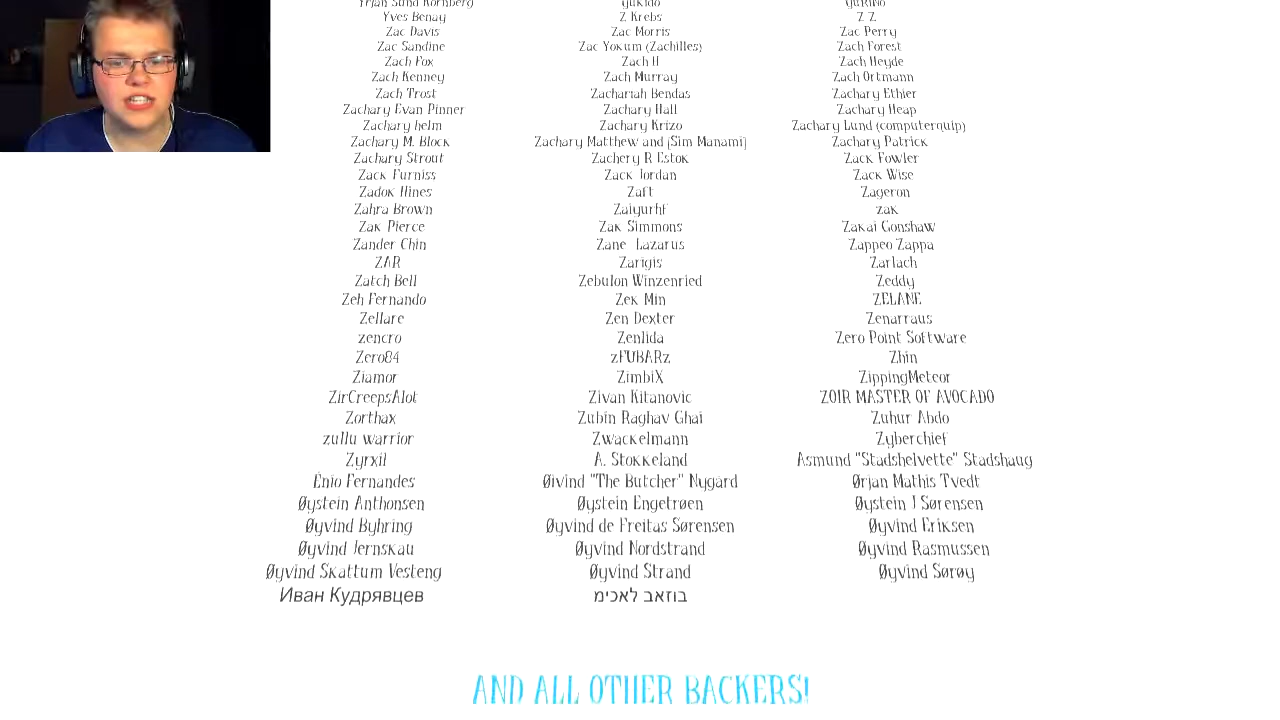 Yrjan Sund Kornberg yukido yuRiNo
Yves Benay Z Krebs Z Z
Zac Davis Zac Morris Zac Perry
Zac Sandine Zac Yokum (Zachilles) Zach Forest
Zach Fox Zach H Zach Heyde
Zach Kenney Zach Murray Zach Ortmann
Zach Trost Zachariah Bendas Zachary Ethier
Zachary Evan Pinner Zachary Hall Zachary Heap
Zachary helm Zachary Krizo Zachary Lund (computerquip)
Zachary M. Block Zachary Matthew and [Sim Manami] Zachary Patrick
Zachary Strout Zachery R Estok Zack Fowler
Zack Furniss Zack Jordan Zack Wise
Zadok Hines Zaft Zageron
Zahra Brown Zaiyurhf zak
Zak Pierce Zak Simmons Zakai Gonshaw
Zander Chin Zane Lazarus Zappeo Zappa
ZAR Zarigis Zarlach
Zatch Bell Zebulon Winzenried Zeddy
Zeh Fernando Zek Min ZELANE
Zellare Zen Dexter Zenarraus
zencro Zenlida Zero Point Software
Zero84 zFUBARz Zhin
Ziamor ZimbiX ZippingMeteor
ZirCreepsAlot Zivan Kitanovic ZOIR MASTER OF AVOCADO
Zorthax Zubin Raghav Ghai Zuhur Abdo
zullu warrior Zwackelmann Zyberchief
Zyrxil A. Stokkeland Asmund "Stadshelvette" Stadshaug
Ênio Fernandes Øivind "The Butcher" Nygård Ørjan Mathis Tvedt
Øystein Anthonsen Øystein Engetrøen Øystein J Sørensen
Øyvind Byhring Øyvind de Freitas Sørensen Øyvind Eriksen
Øyvind Jernskau Øyvind Nordstrand Øyvind Rasmussen
Øyvind Skattum Vesteng Øyvind Strand Øyvind Sørøy
Иван Кудрявцев בוזאב לאכימ
AND ALL OTHER BACKERS!